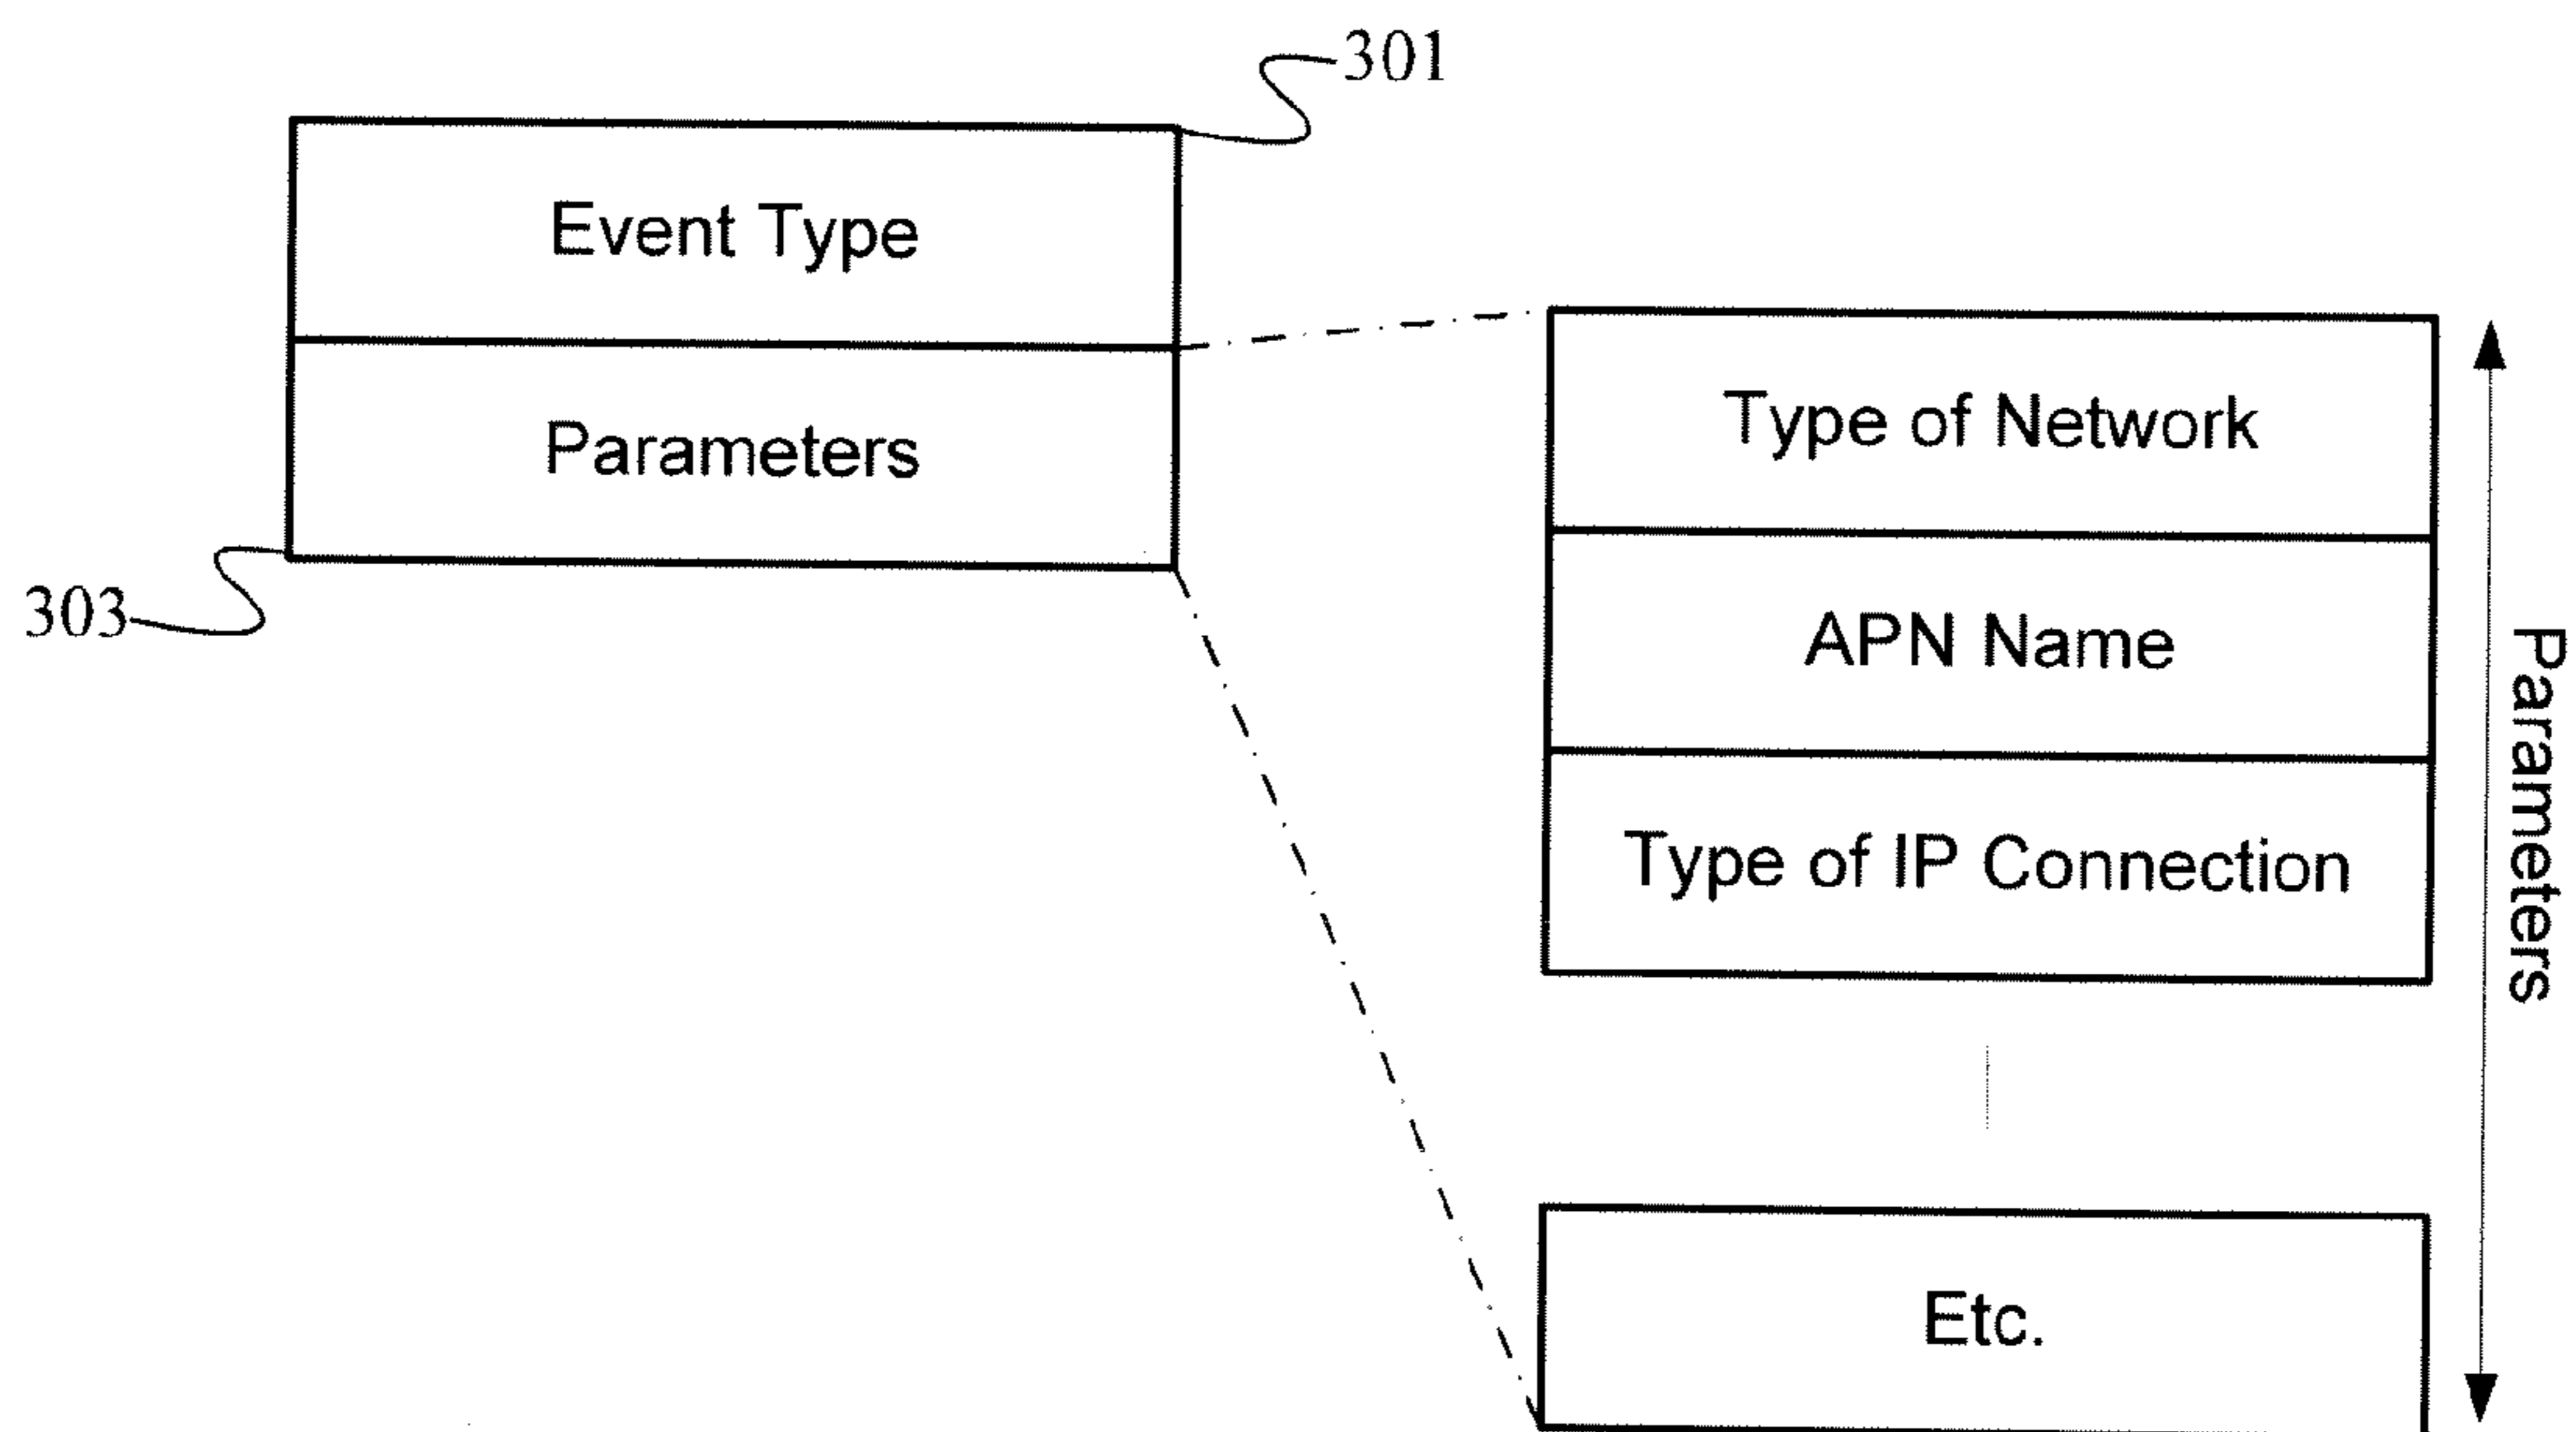 301
Event Type
Parameters
303
Type of Network
APN Name
Type of IP Connection
Etc.
Parameters